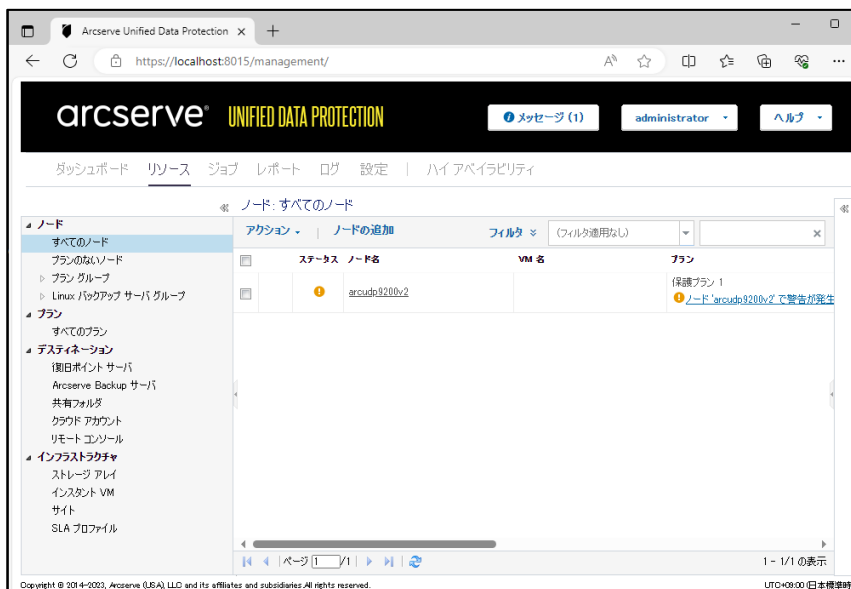 Arcserve Unified Data Protection
https://localhost:8015/management/
arcserve® UNIFIED DATA PROTECTION
メッセージ (1)
administrator
ヘルプ
ダッシュボード リソース ジョブ レポート ログ 設定 | ハイ アベイラビリティ
ノード: すべてのノード
ノード
すべてのノード
プランのないノード
プラン グループ
Linux バックアップ サーバ グループ
プラン
すべてのプラン
デスティネーション
復旧ポイント サーバ
Arcserve Backup サーバ
共有フォルダ
クラウド アカウント
リモート コンソール
インフラストラクチャ
ストレージ アレイ
インスタント VM
サイト
SLA プロファイル
アクション | ノードの追加 フィルタ (フィルタ適用なし)
ステータス ノード名 VM 名 プラン
arcudp9200v2
保護プラン 1
ノード 'arcudp9200v2' で警告が発生
ページ 1 /1
1 - 1/1 の表示
Copyright © 2014-2023, Arcserve (USA), LLC and its affiliates and subsidiaries.All rights reserved.
UTC+09:00 (日本標準時